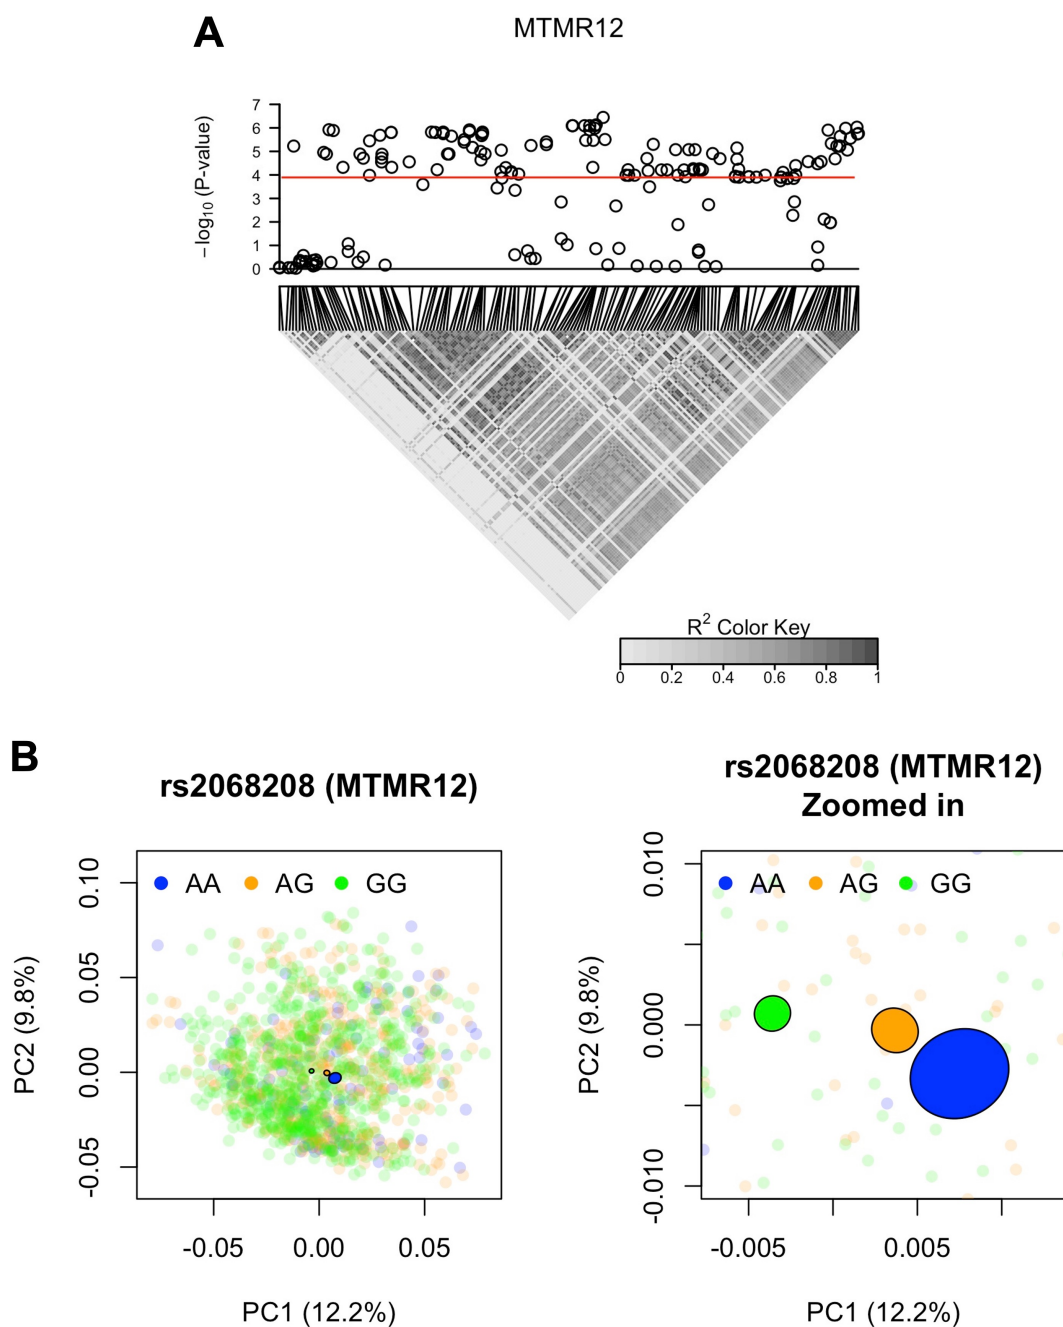 A
MTMR12
−log10 (P-value)
7
6
5
4
3
2
1
0
R2 Color Key
0 0.2 0.4 0.6 0.8 1
B
rs2068208 (MTMR12)
AA AG GG
PC2 (9.8%)
0.10
0.05
0.00
-0.05
-0.05 0.00 0.05
PC1 (12.2%)
rs2068208 (MTMR12)
Zoomed in
AA AG GG
PC2 (9.8%)
0.010
0.000
-0.010
-0.005 0.005
PC1 (12.2%)